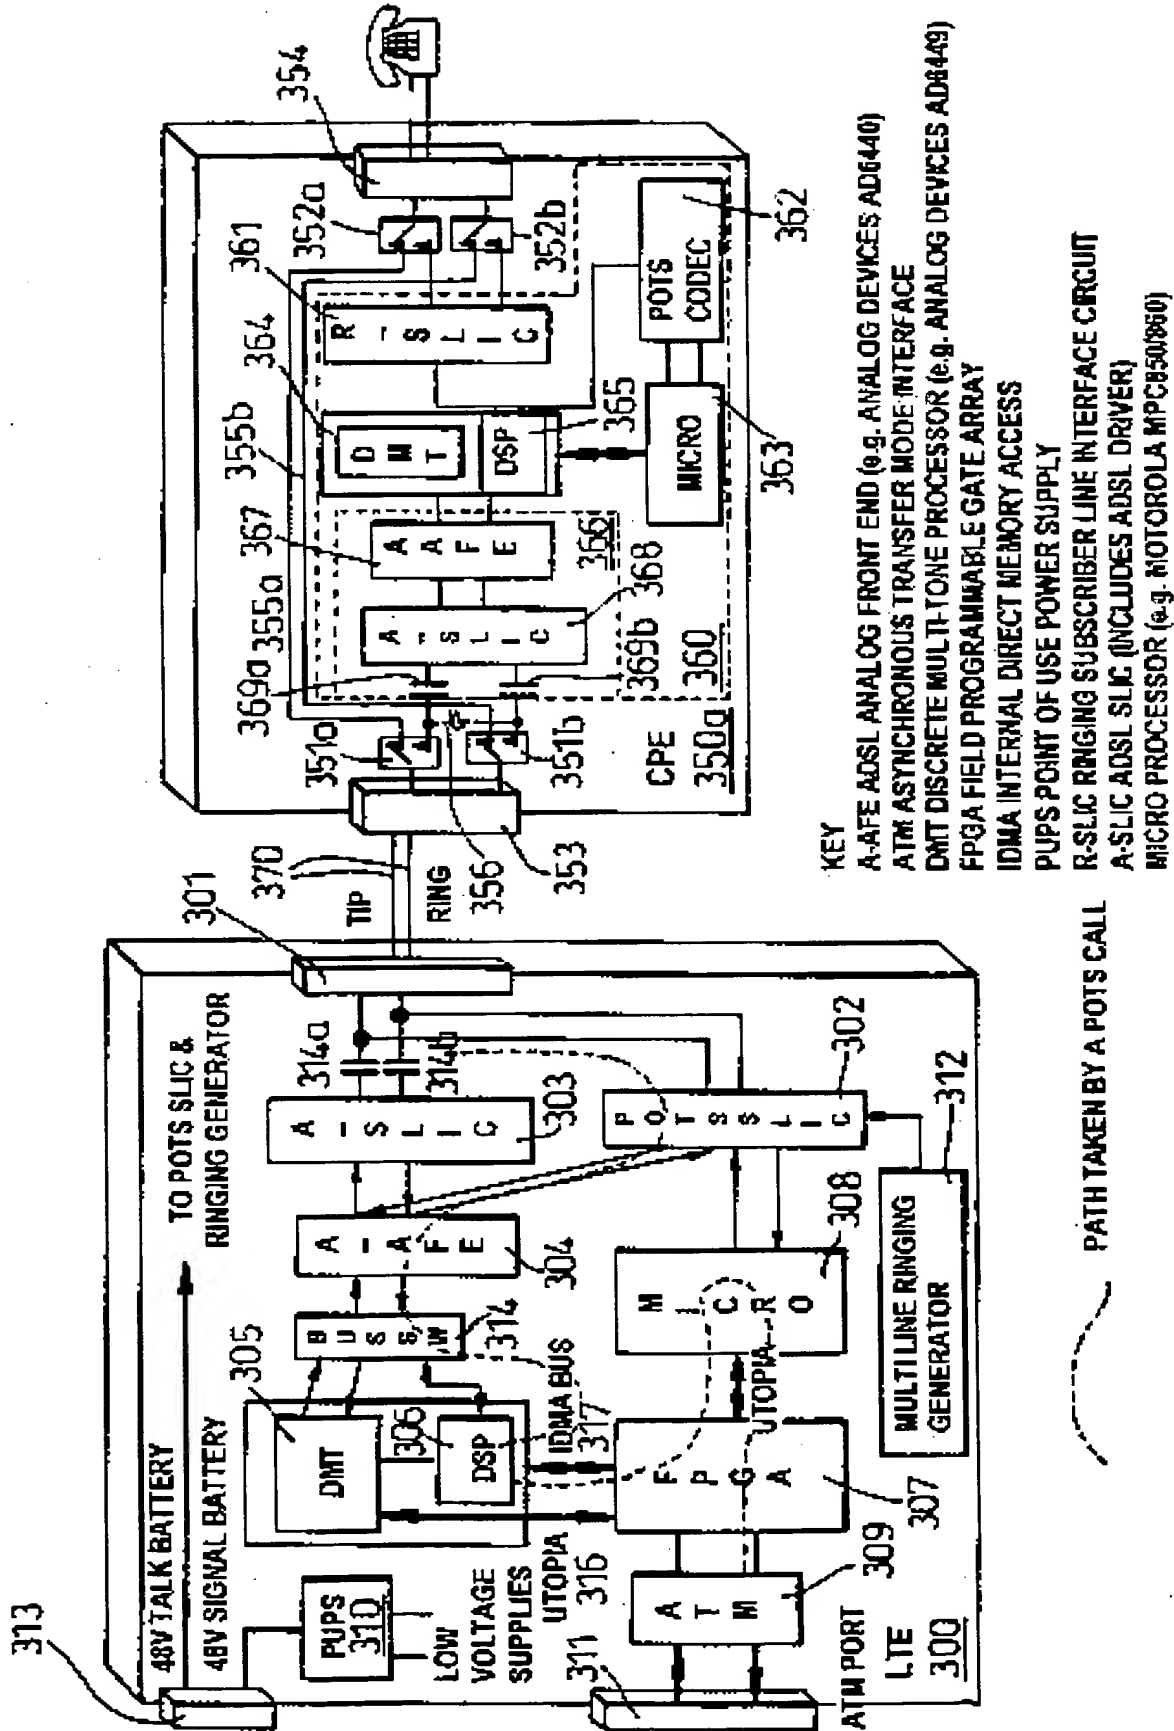 313
48V TALK BATTERY
48V SIGNAL BATTERY
TO POTS SLIC &
RINGING GENERATOR
301
PUPS
310
LOW
VOLTAGE
SUPPLIES
305
DMT
306
DSP
BUS SW
314
A-AFE
304
A-SLIC
303
314a
314b
UTOPIA
316
IDMA BUS
317
311
ATM PORT
LTE
300
ATM
309
FPGA
307
UTOPIA
MICRO
308
POTS SLIC
302
MULTI LINE RINGING
GENERATOR
312
TIP
370
RING
356
353
351a
351b
369a
355a
367
355b
364
361
352a
354
352b
A-SLIC
368
369b
A-AFE
366
DMT
DSP
365
R-SLIC
CPE
350a
360
MICRO
363
POTS
CODEC
362
PATH TAKEN BY A POTS CALL
KEY
A-AFE ADSL ANALOG FRONT END (e.g. ANALOG DEVICES AD6440)
ATM ASYNCHRONOUS TRANSFER MODE INTERFACE
DMT DISCRETE MULTI-TONE PROCESSOR (e.g. ANALOG DEVICES AD6449)
FPGA FIELD PROGRAMMABLE GATE ARRAY
IDMA INTERNAL DIRECT MEMORY ACCESS
PUPS POINT OF USE POWER SUPPLY
R-SLIC RINGING SUBSCRIBER LINE INTERFACE CIRCUIT
A-SLIC ADSL SLIC (INCLUDES ADSL DRIVER)
MICRO PROCESSOR (e.g. MOTOROLA MPC850/860)